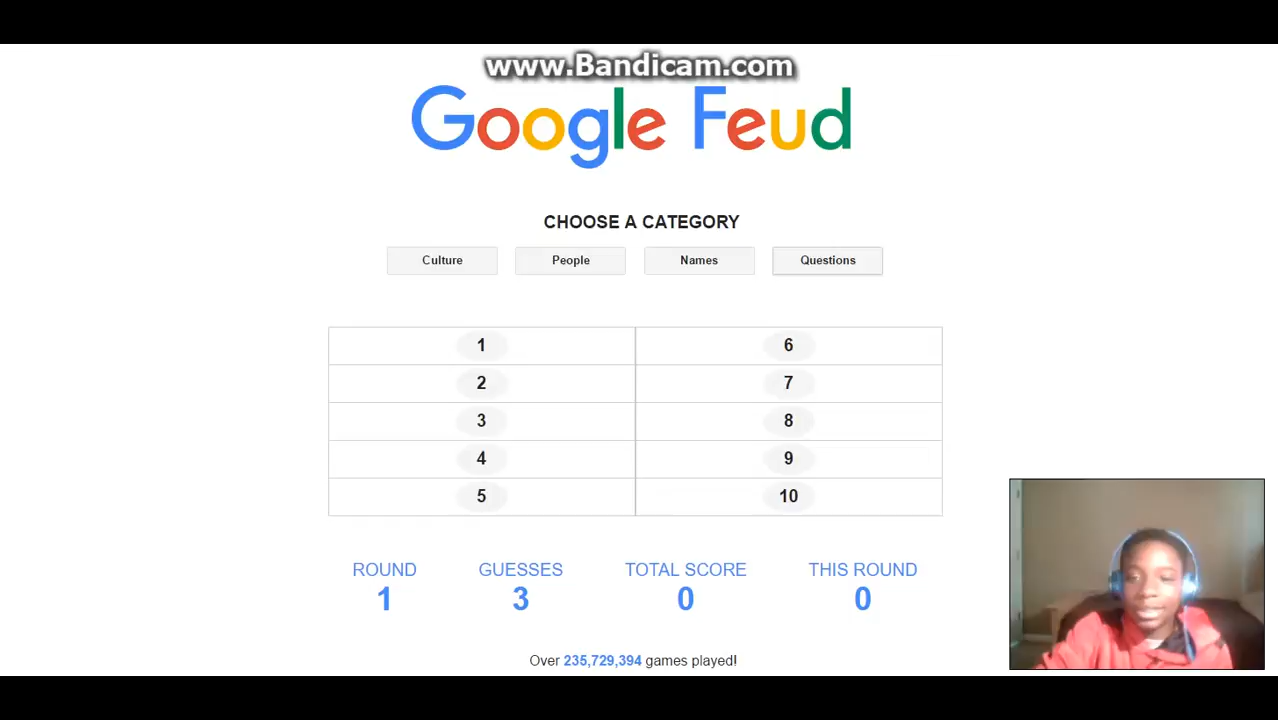 www.Bandicam.com
Google Feud
CHOOSE A CATEGORY
Culture People Names Questions
1 6
2 7
3 8
4 9
5 10
ROUND GUESSES TOTAL SCORE THIS ROUND
1 3 0 0
Over 235,729,394 games played!